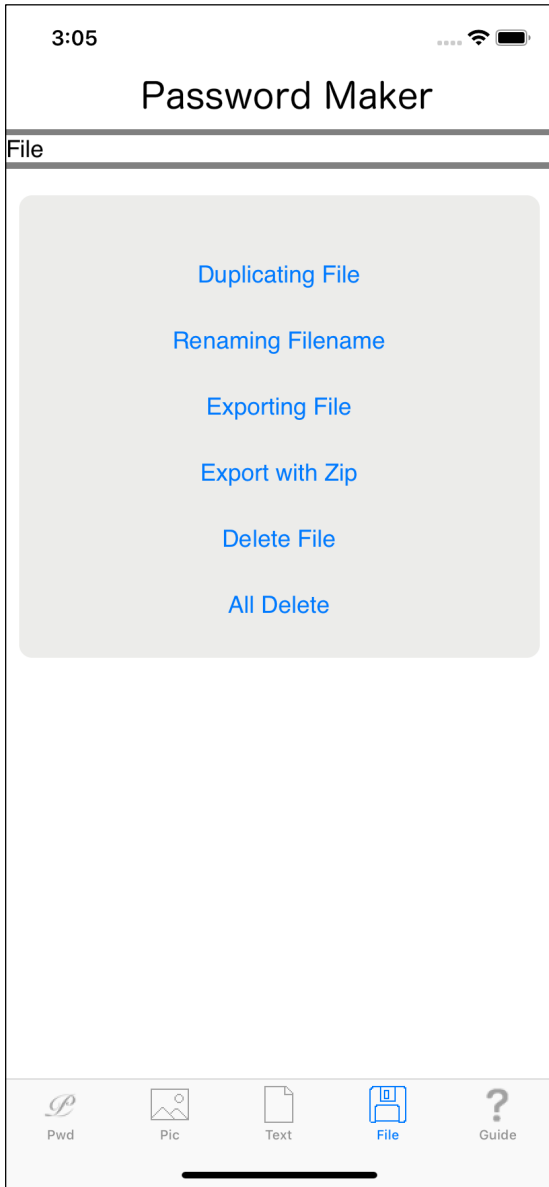 3:05
Password Maker
File
Duplicating File
Renaming Filename
Exporting File
Export with Zip
Delete File
All Delete
Pwd Pic Text File Guide